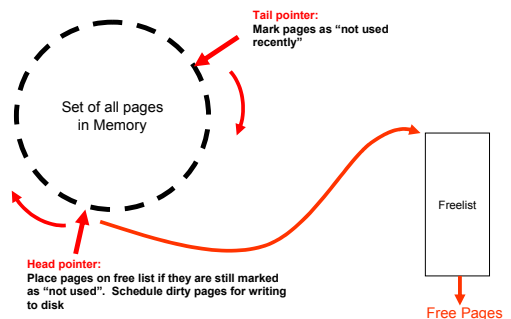 Tail pointer:
Mark pages as “not used
recently”
Set of all pages
in Memory
Freelist
Head pointer:
Place pages on free list if they are still marked
as “not used”.  Schedule dirty pages for writing
to disk
Free Pages